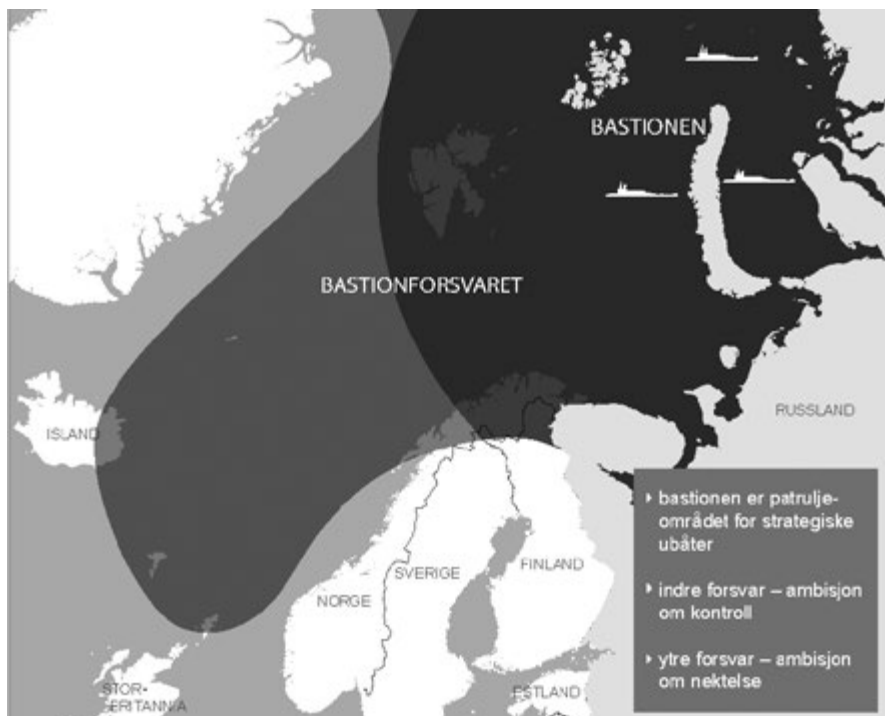 BASTIONEN
BASTIONFORSVARET
ISLAND
RUSSLAND
NORGE
SVERIGE
FINLAND
STOR-
BRITANNIA
ESTLAND
bastionen er patrulje-
området for strategiske
ubåter
indre forsvar – ambisjon
om kontroll
ytre forsvar – ambisjon
om nektelse